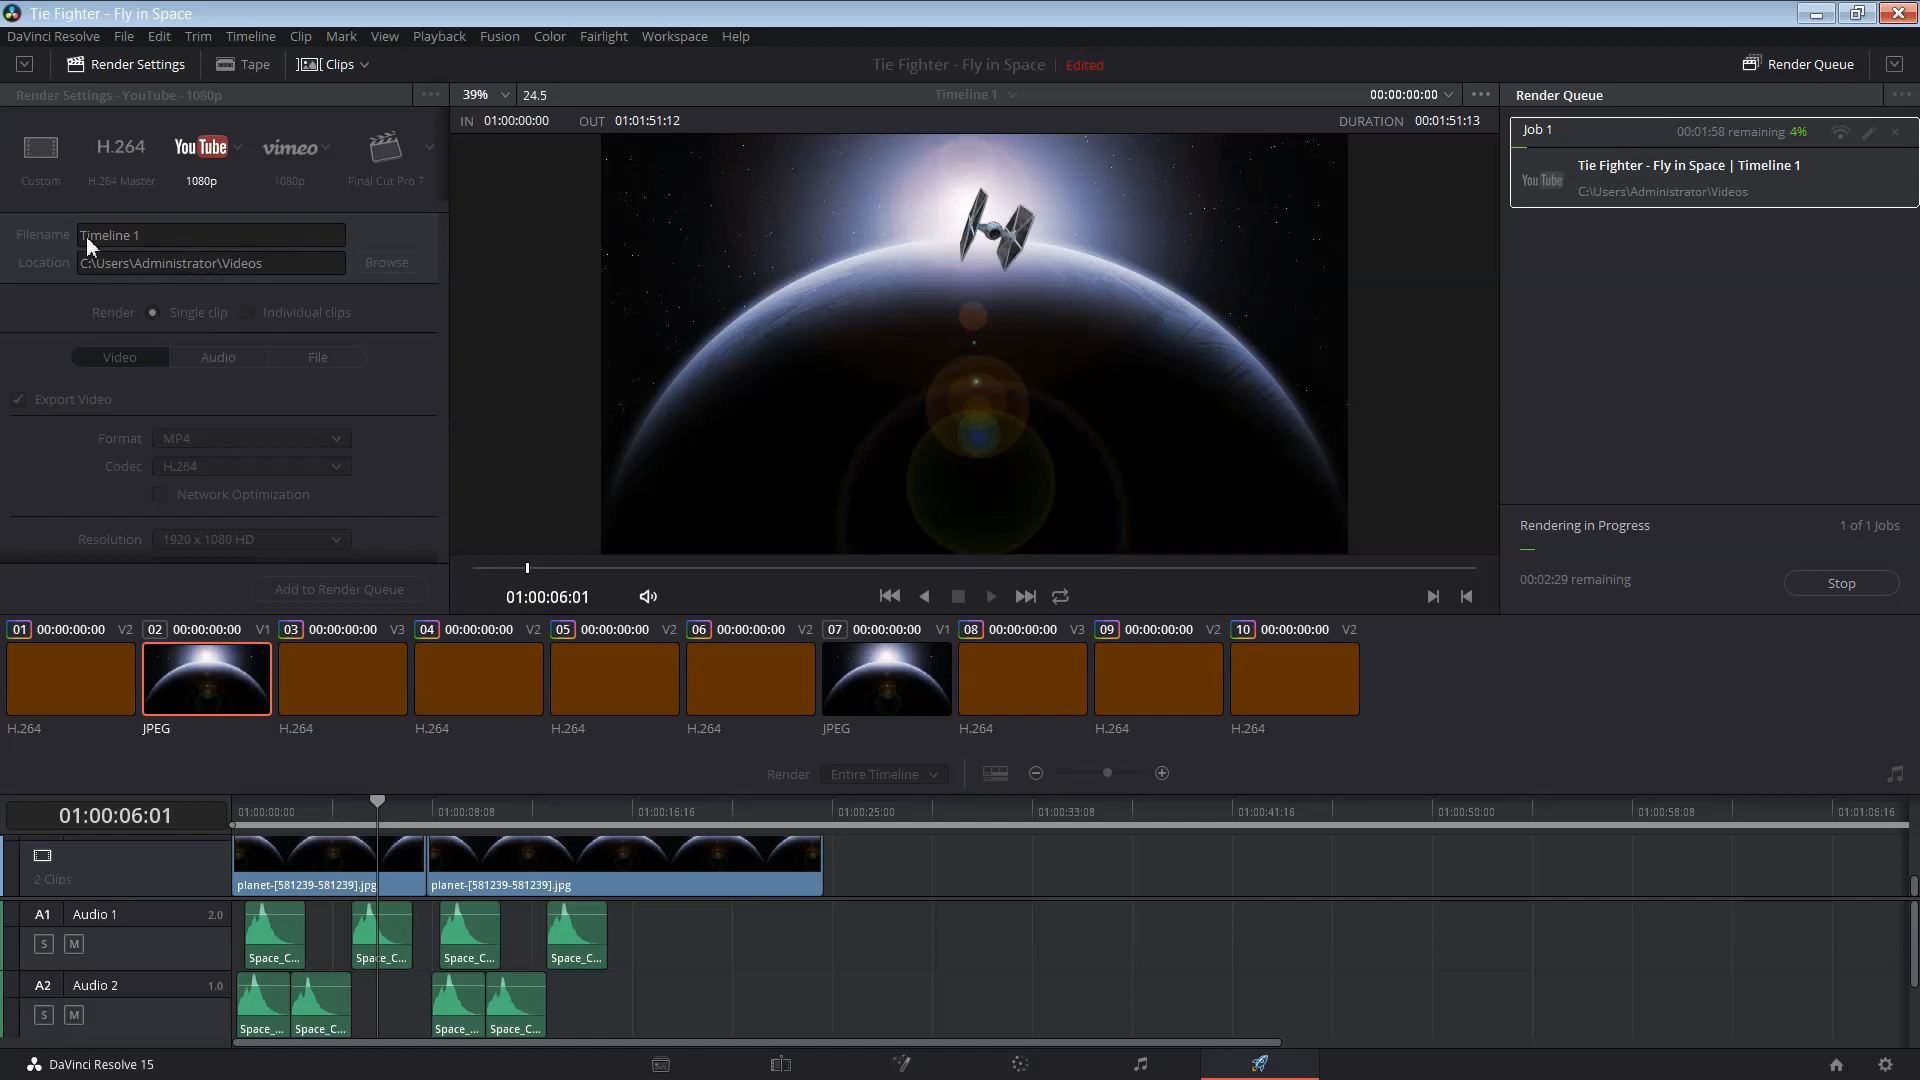 Tie Fighter - Fly in Space
DaVinci Resolve File Edit Trim Timeline Clip Mark View Playback Fusion Color Fairlight Workspace Help
Render Settings Tape Clips Tie Fighter - Fly in Space Edited Render Queue
Render Settings - YouTube - 1080p ••• 39% 24.5 Timeline 1 00:00:00:00 ••• Render Queue •••
IN 01:00:00:00 OUT 01:01:51:12 DURATION 00:01:51:13
Job 1 00:01:58 remaining 4%
H.264 YouTube vimeo
Custom H.264 Master 1080p 1080p Final Cut Pro 7
YouTube Tie Fighter - Fly in Space | Timeline 1
C:\Users\Administrator\Videos
Filename Timeline 1
Location C:\Users\Administrator\Videos Browse
Render Single clip Individual clips
Video Audio File
Export Video
Format MP4
Codec H.264
Network Optimization
Resolution 1920 x 1080 HD
Add to Render Queue
01:00:06:01
Rendering in Progress 1 of 1 Jobs
00:02:29 remaining Stop
01 00:00:00:00 V2 02 00:00:00:00 V1 03 00:00:00:00 V3 04 00:00:00:00 V2 05 00:00:00:00 V2 06 00:00:00:00 V2 07 00:00:00:00 V1 08 00:00:00:00 V3 09 00:00:00:00 V2 10 00:00:00:00 V2
H.264 JPEG H.264 H.264 H.264 H.264 JPEG H.264 H.264 H.264
Render Entire Timeline
01:00:06:01 01:00:00:00 01:00:08:08 01:00:16:16 01:00:25:00 01:00:33:08 01:00:41:16 01:00:50:00 01:00:58:08 01:01:06:16
2 Clips
planet-[581239-581239].jpg planet-[581239-581239].jpg
A1 Audio 1 2.0
S M Space_C... Space_C... Space_C... Space_C...
A2 Audio 2 1.0
S M Space_... Space_C... Space_... Space_C...
DaVinci Resolve 15